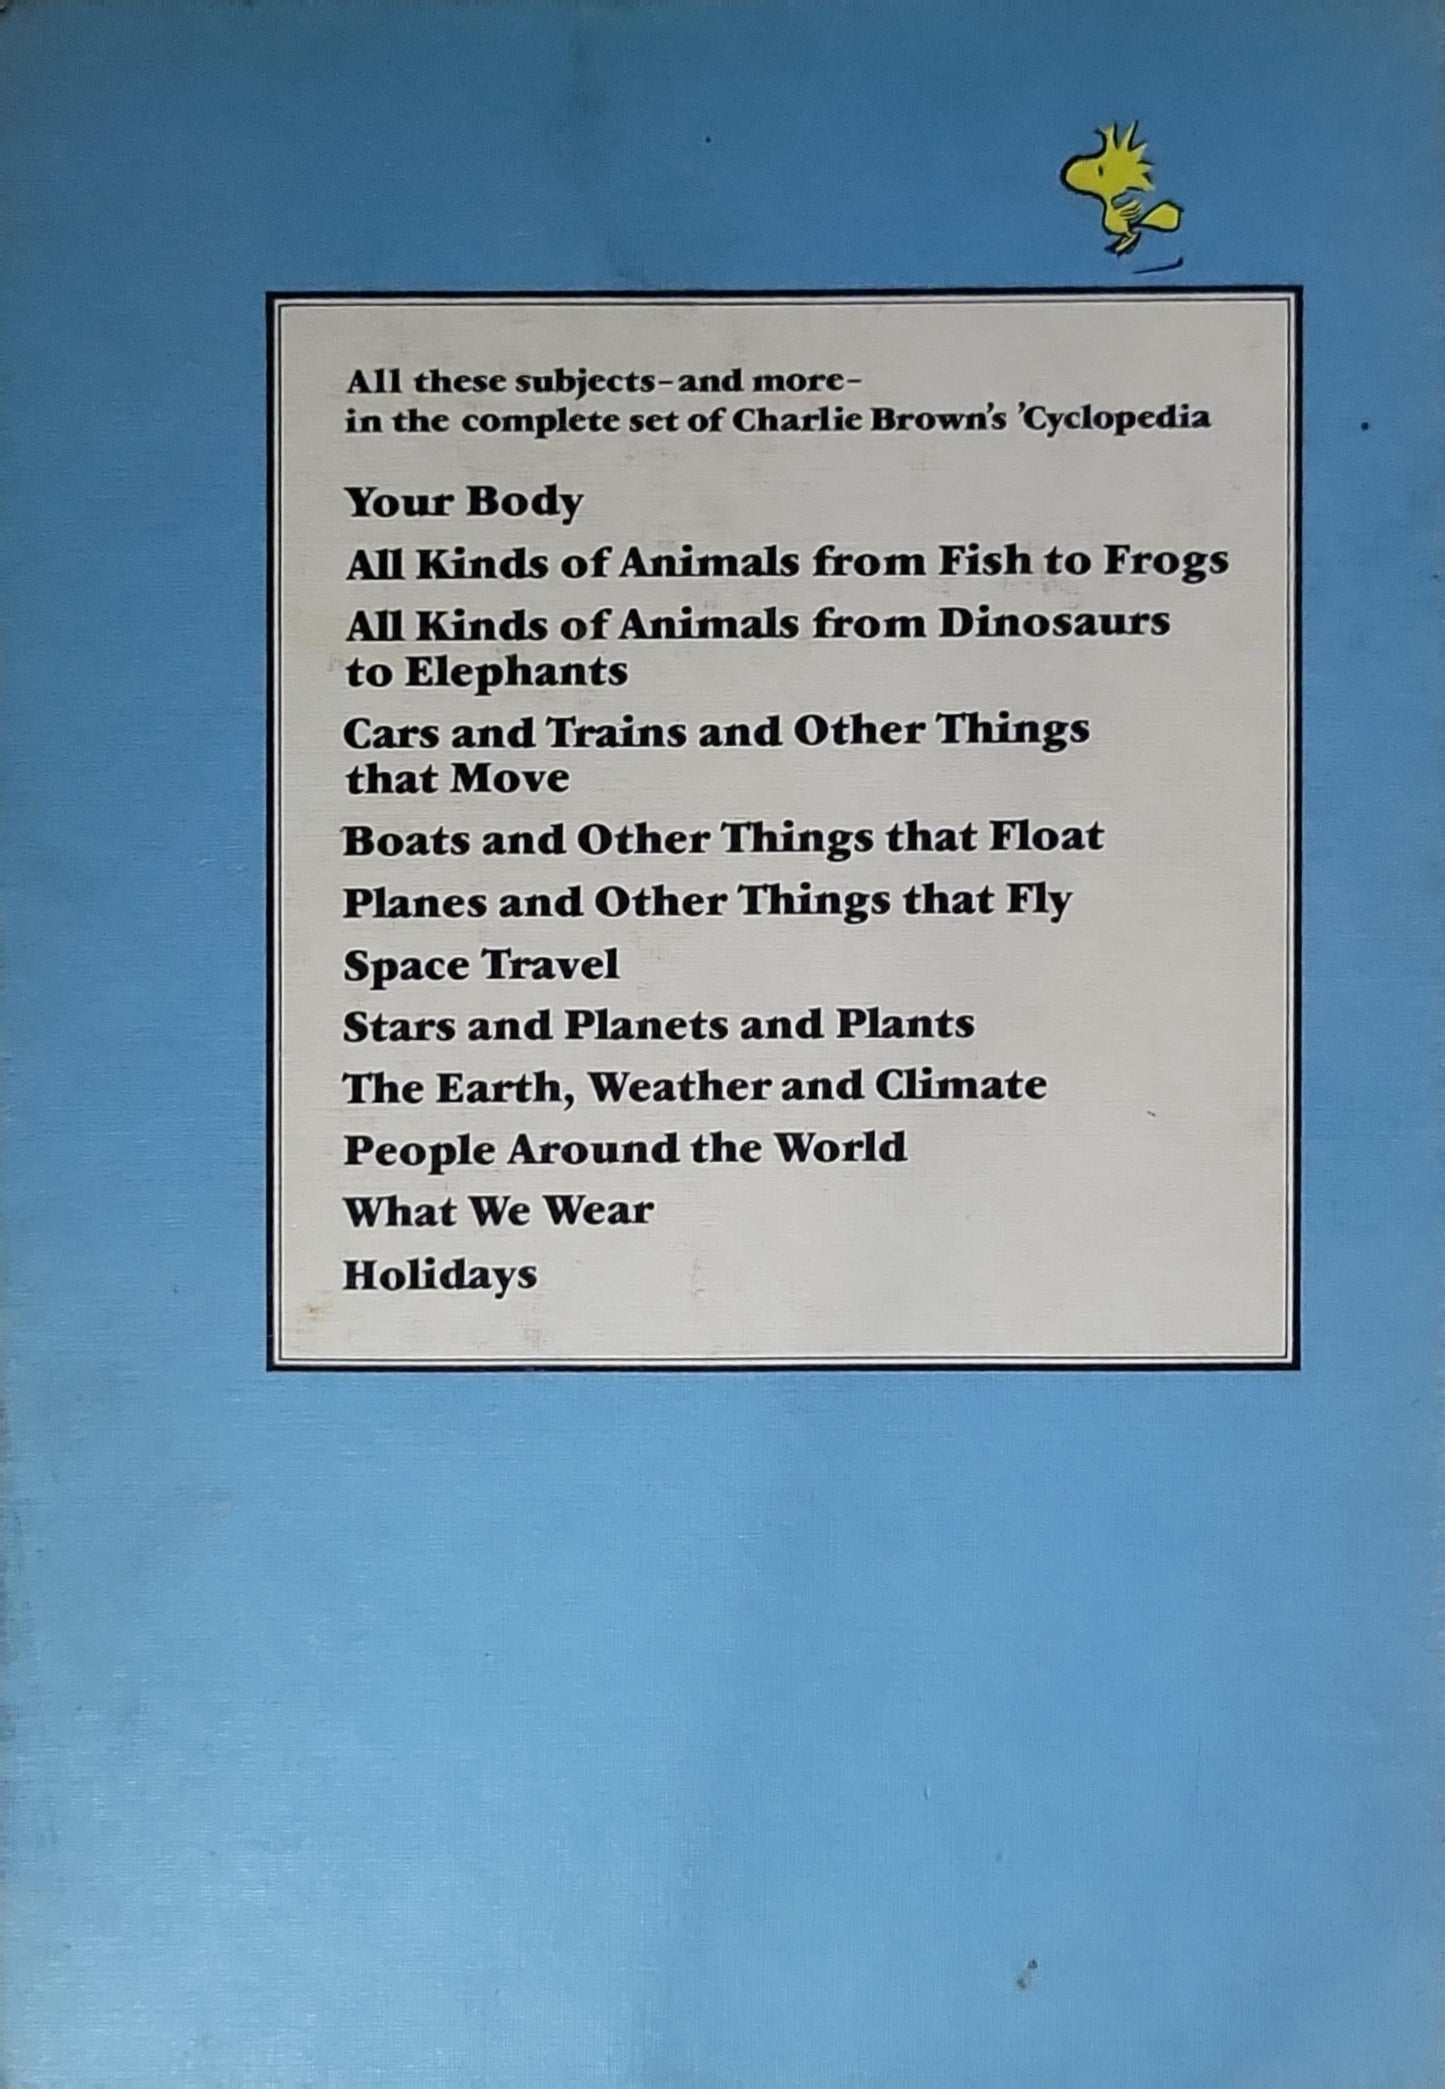 All these subjects-and more-
in the complete set of Charlie Brown's 'Cyclopedia
Your Body
All Kinds of Animals from Fish to Frogs
All Kinds of Animals from Dinosaurs
to Elephants
Cars and Trains and Other Things
that Move
Boats and Other Things that Float
Planes and Other Things that Fly
Space Travel
Stars and Planets and Plants
The Earth, Weather and Climate
People Around the World
What We Wear
Holidays